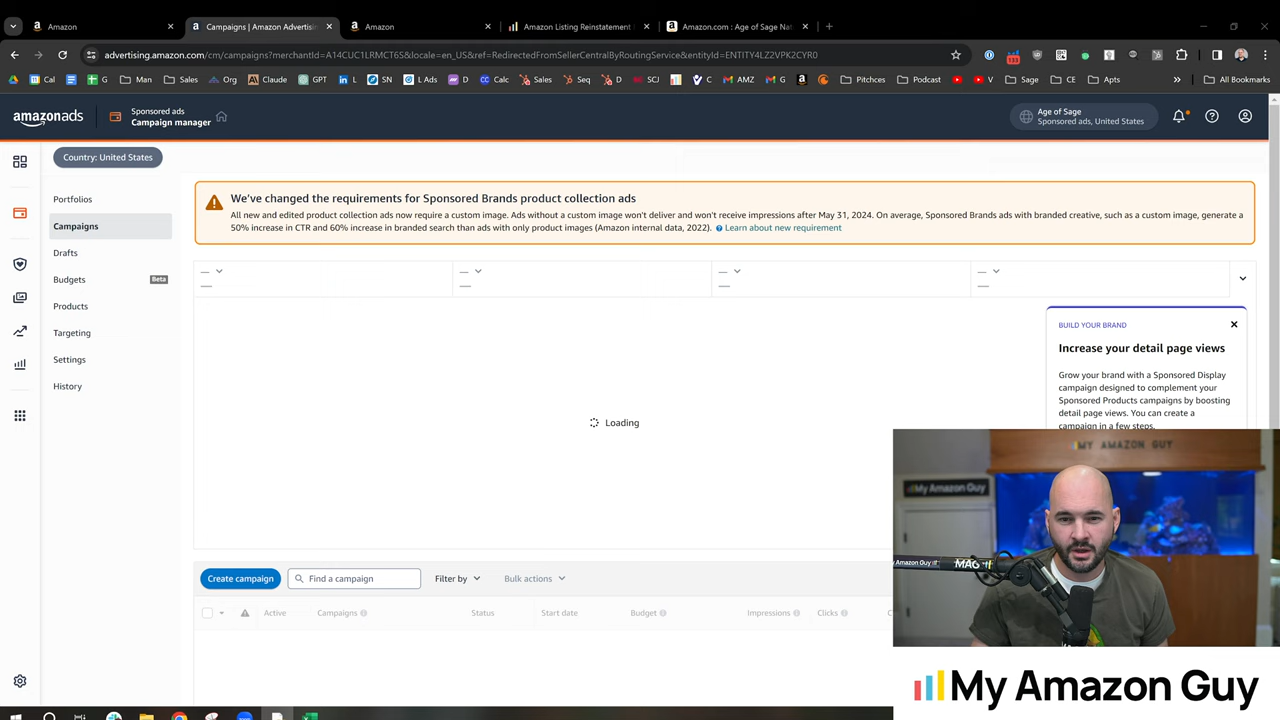 Amazon
Campaigns | Amazon Advertisin
Amazon
Amazon Listing Reinstatement
Amazon.com : Age of Sage Nat
advertising.amazon.com/cm/campaigns?merchantId=A14CUC1LRMCT6S&locale=en_US&ref=RedirectedFromSellerCentralByRoutingService&entityId=ENTITY4LZ2VPK2CYR0
Cal
G
Man
Sales
Org
Claude
GPT
L
SN
L Ads
CC
Calc
Sales
Seq
D
SCJ
C
AMZ
G
Pitchces
Podcast
V
Sage
CE
Apts
All Bookmarks
amazonads
Sponsored ads
Campaign manager
Age of Sage
Sponsored ads, United States
Country: United States
Portfolios
Campaigns
Drafts
Budgets
Beta
Products
Targeting
Settings
History
We've changed the requirements for Sponsored Brands product collection ads
All new and edited product collection ads now require a custom image. Ads without a custom image won't deliver and won't receive impressions after May 31, 2024. On average, Sponsored Brands ads with branded creative, such as a custom image, generate a
50% increase in CTR and 60% increase in branded search than ads with only product images (Amazon internal data, 2022). Learn about new requirement
BUILD YOUR BRAND
Increase your detail page views
Grow your brand with a Sponsored Display
campaign designed to complement your
Sponsored Products campaigns by boosting
detail page views. You can create a
campaign in a few steps.
Loading
Create campaign
Find a campaign
Filter by
Bulk actions
Active
Campaigns
Status
Start date
Budget
Impressions
Clicks
MY AMAZON GUY
My Amazon Guy
My Amazon Guy
MAG
My Amazon Guy